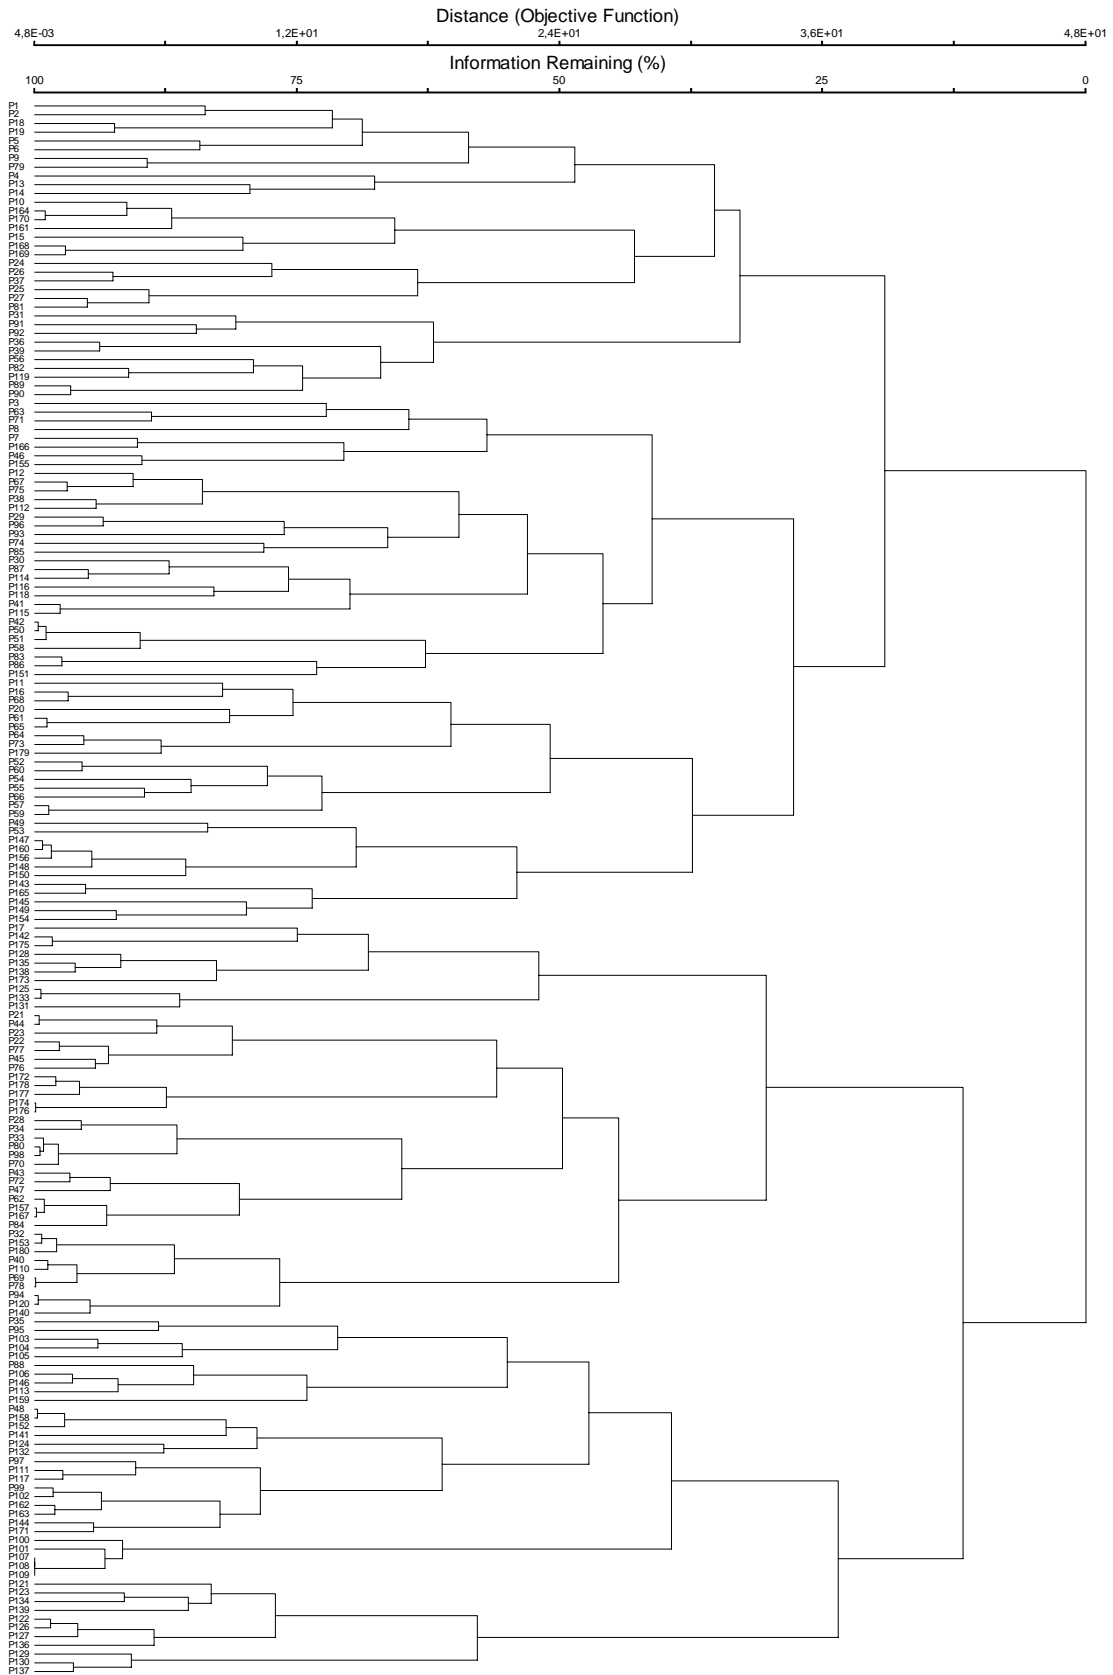 Distance (Objective Function)
4,8E-03 1,2E+01 2,4E+01 3,6E+01 4,8E+01
Information Remaining (%)
100 75 50 25 0
P1
P2
P18
P19
P5
P6
P9
P79
P4
P13
P14
P10
P164
P170
P161
P15
P168
P169
P24
P26
P37
P25
P27
P81
P31
P91
P92
P36
P39
P56
P82
P119
P89
P90
P3
P63
P71
P8
P7
P166
P46
P155
P12
P67
P75
P38
P112
P29
P96
P93
P74
P85
P30
P87
P114
P116
P118
P41
P115
P42
P50
P51
P58
P83
P86
P151
P11
P16
P68
P20
P61
P65
P64
P73
P179
P52
P60
P54
P55
P66
P57
P59
P49
P53
P147
P160
P156
P148
P150
P143
P165
P145
P149
P154
P17
P142
P175
P128
P135
P138
P173
P125
P133
P131
P21
P44
P23
P22
P77
P45
P76
P172
P178
P177
P174
P176
P28
P34
P33
P80
P98
P70
P43
P72
P47
P62
P157
P167
P84
P32
P153
P180
P40
P110
P69
P78
P94
P120
P140
P35
P95
P103
P104
P105
P88
P106
P146
P113
P159
P48
P158
P152
P141
P124
P132
P97
P111
P117
P99
P102
P162
P163
P144
P171
P100
P101
P107
P108
P109
P121
P123
P134
P139
P122
P126
P127
P136
P129
P130
P137